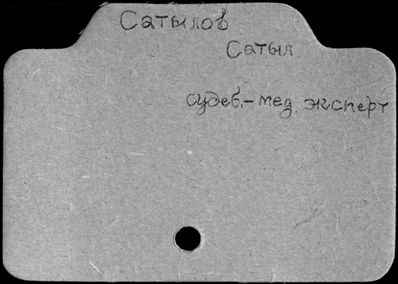 Сатылов
Сатыл
судеб.-мед. эксперт